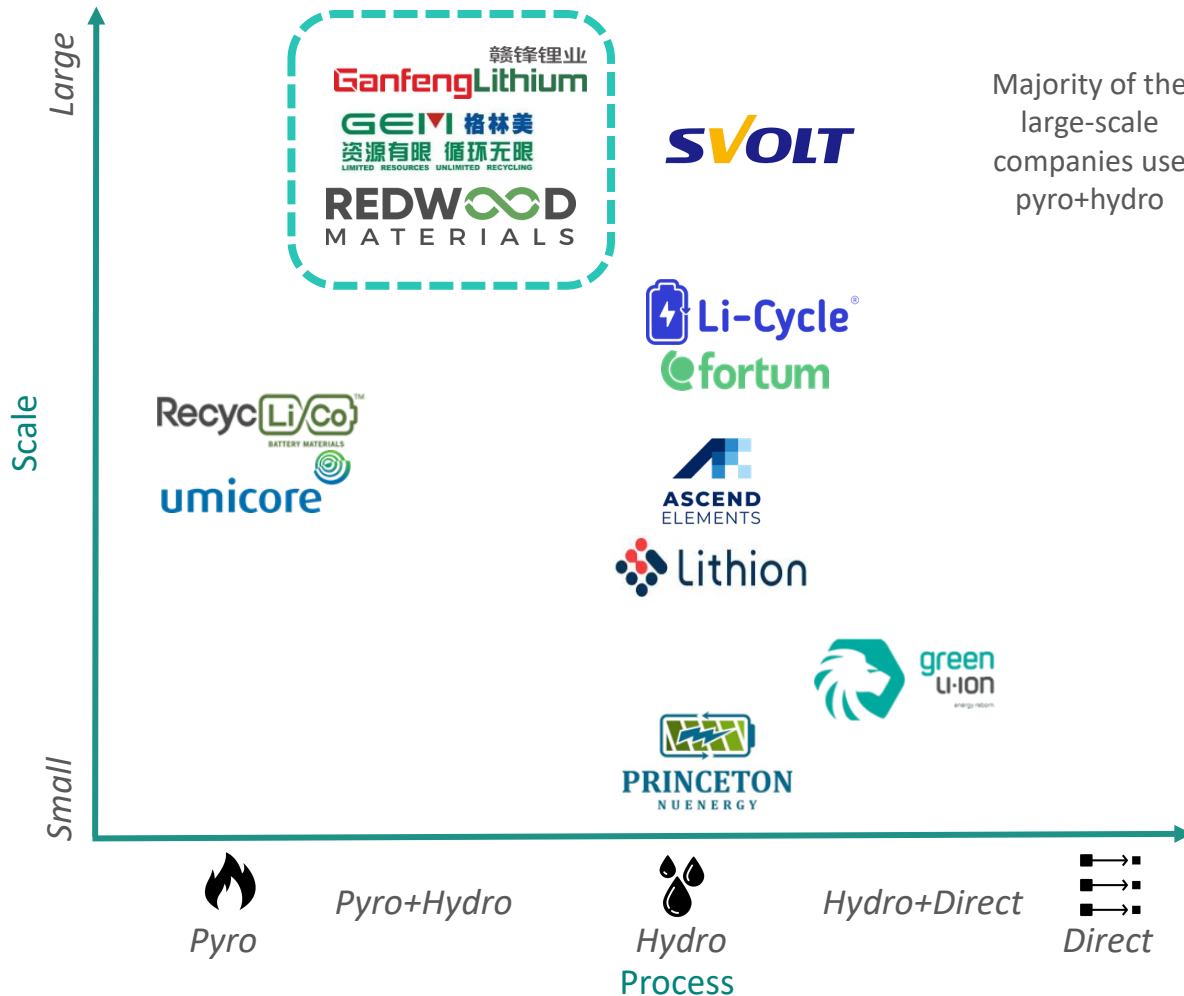 Large
赣锋锂业
GanfengLithium
GEM 格林美
资源有限 循环无限
LIMITED RESOURCES UNLIMITED RECYCLING
REDWOOD
MATERIALS
SVOLT
Majority of the
large-scale
companies use
pyro+hydro
Li-Cycle®
fortum
RecycLiCo™
BATTERY MATERIALS
umicore
Scale
ASCEND
ELEMENTS
Lithion
green
Li-ION
energy reborn
PRINCETON
NUENERGY
Small
Pyro
Pyro+Hydro
Hydro
Hydro+Direct
Direct
Process